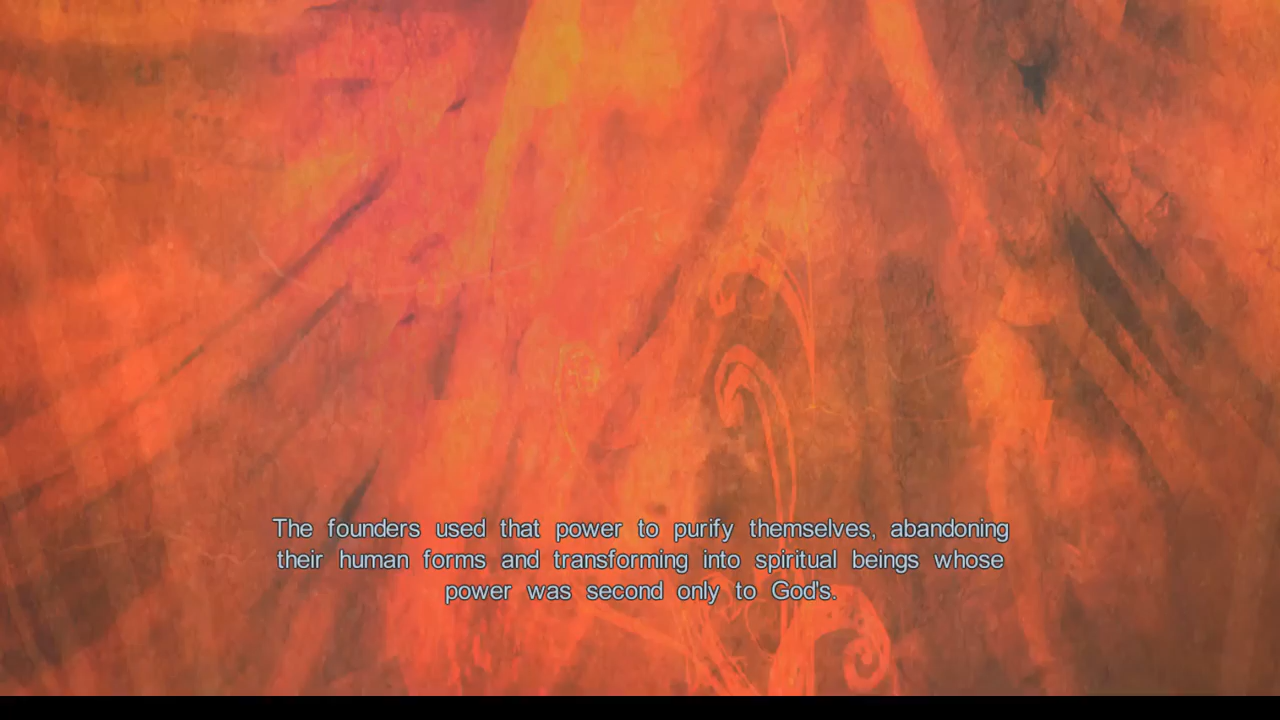 The founders used that power to purify themselves, abandoning
their human forms and transforming into spiritual beings whose
power was second only to God's.